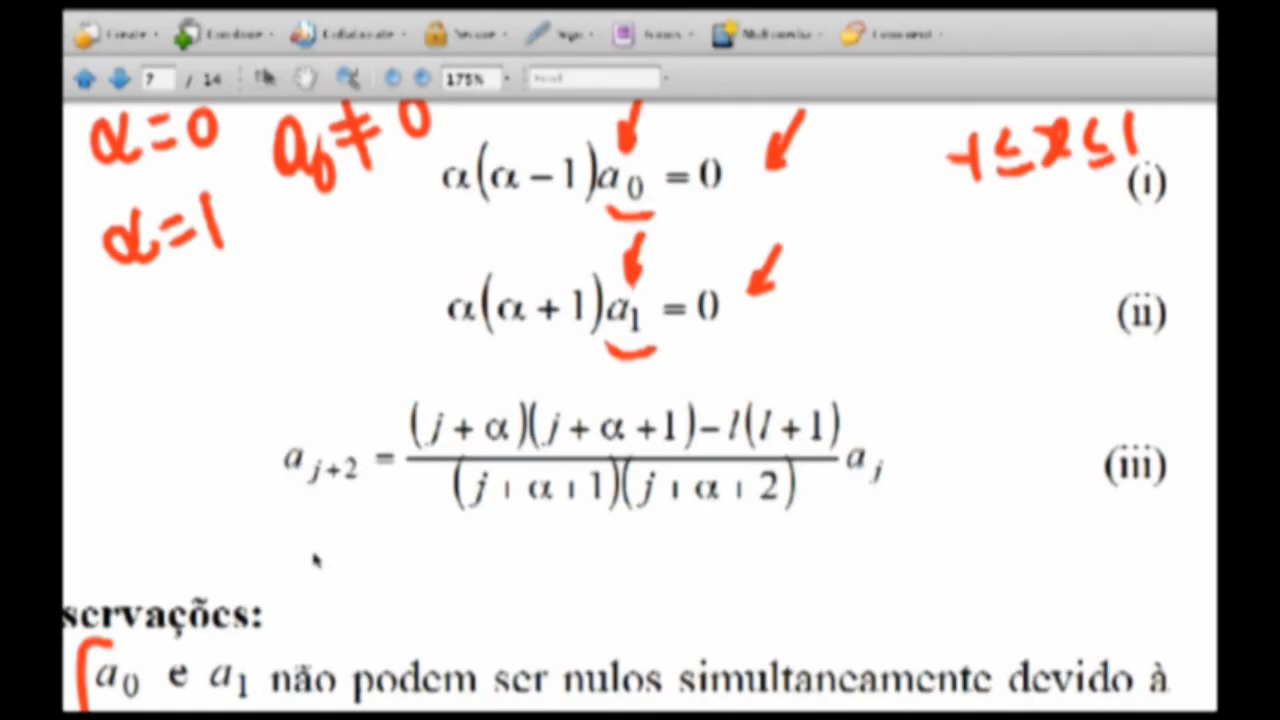 7 / 14 175%
α=0 a₀≠0 -1≤x≤1
α(α−1)a₀ = 0 (i)
α=1
α(α+1)a₁ = 0 (ii)
a_{j+2} = \frac{(j+α)(j+α+1)−l(l+1)}{(j+α+1)(j+α+2)} a_j (iii)
servações:
a₀ e a₁ não podem ser nulos simultaneamente devido à